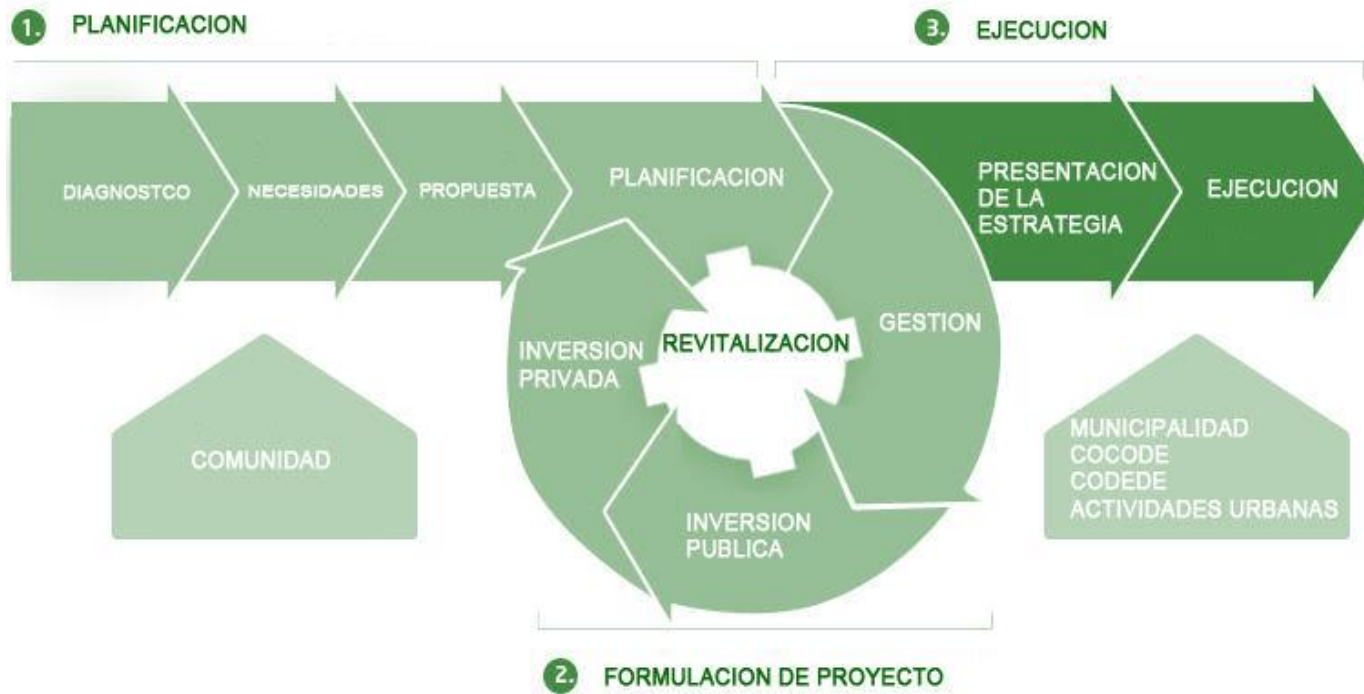 1. PLANIFICACION
3. EJECUCION
DIAGNOSTCO
NECESIDADES
PROPUESTA
PLANIFICACION
PRESENTACION
DE LA
ESTRATEGIA
EJECUCION
GESTION
REVITALIZACION
INVERSION
PRIVADA
INVERSION
PUBLICA
COMUNIDAD
MUNICIPALIDAD
COCODE
CODEDE
ACTIVIDADES URBANAS
2. FORMULACION DE PROYECTO